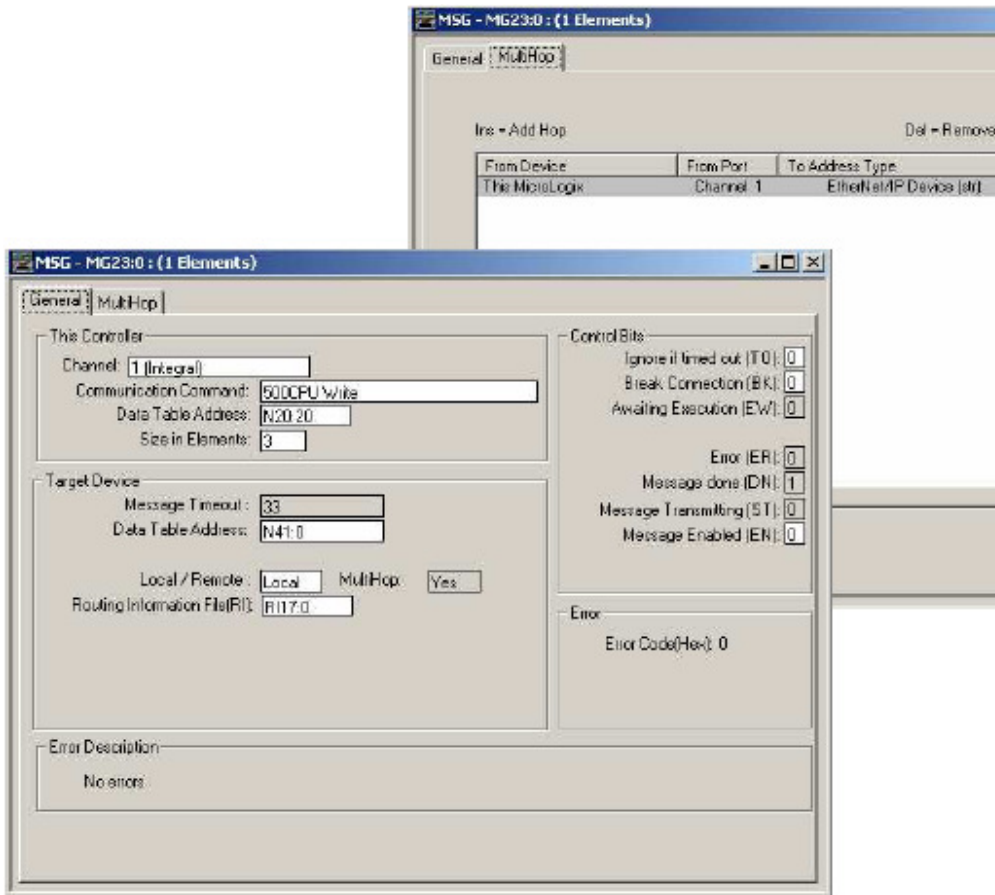 MSG - MG23:0 : (1 Elements)
General MultiHop
Ins = Add Hop Del = Remove
From Device From Port To Address Type
This MicroLogix Channel 1 EtherNet/IP Device (str)
MSG - MG23:0 : (1 Elements)
General MultiHop
This Controller
Channel: 1 (Integral)
Communication Command: 500CPU Write
Data Table Address: N20:20
Size in Elements: 3
Target Device
Message Timeout : 33
Data Table Address: N41:0
Local / Remote : Local MultiHop: Yes
Routing Information File(RI): RI17:0
Control Bits
Ignore if timed out (TO): 0
Break Connection (BK): 0
Awaiting Execution (EW): 0
Error (ER): 0
Message done (DN): 1
Message Transmitting (ST): 0
Message Enabled (EN): 0
Error
Error Code(Hex): 0
Error Description
No errors